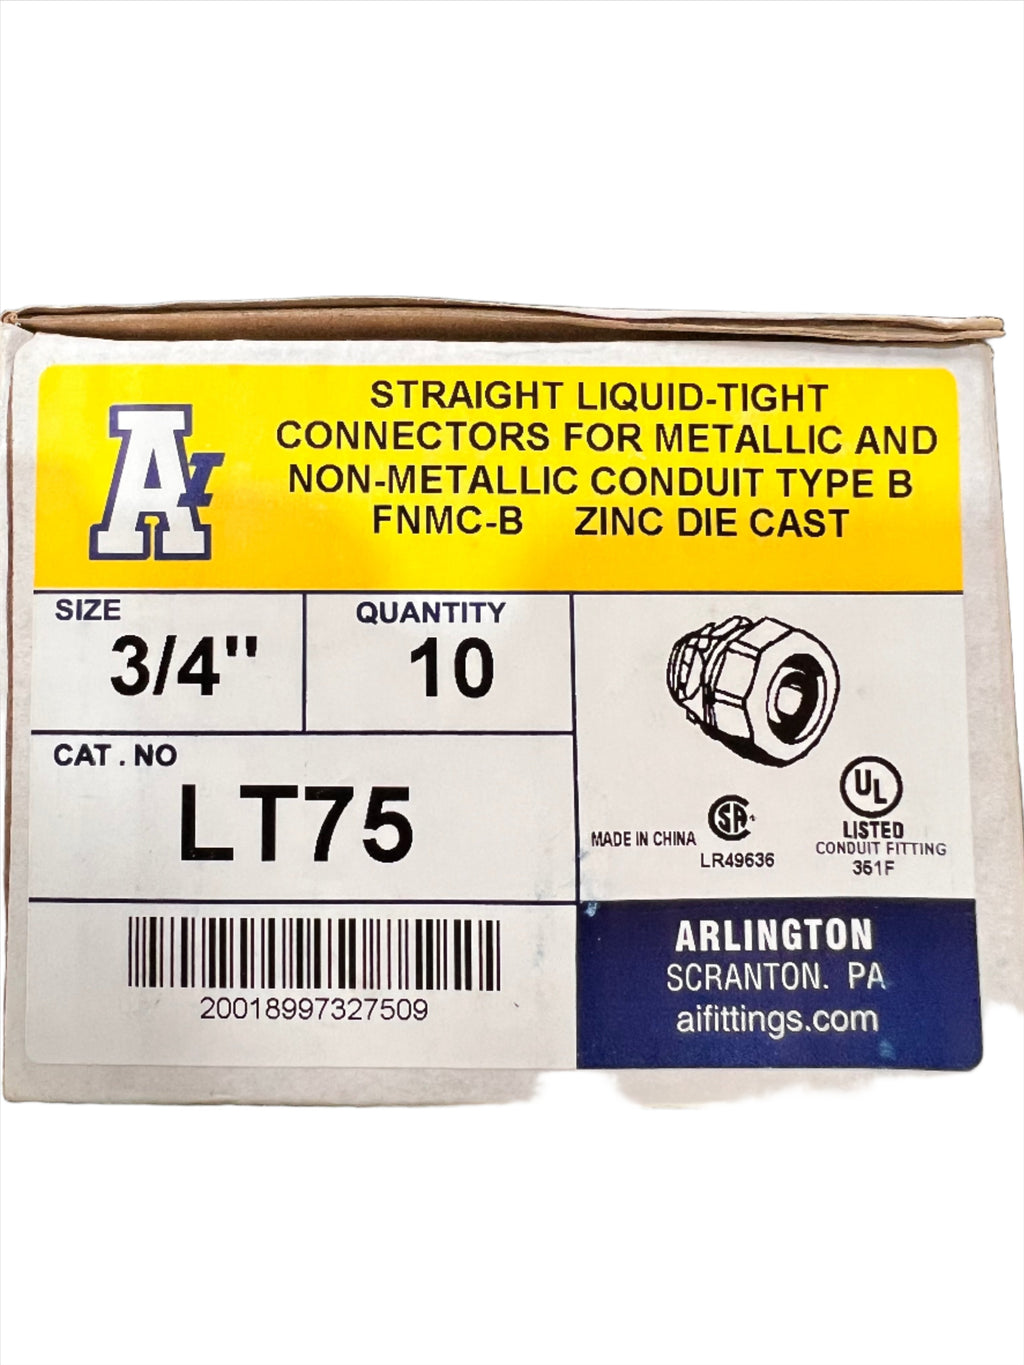 AI
STRAIGHT LIQUID-TIGHT
CONNECTORS FOR METALLIC AND
NON-METALLIC CONDUIT TYPE B
FNMC-B ZINC DIE CAST
SIZE
3/4"
QUANTITY
10
CAT . NO
LT75
MADE IN CHINA
SA
LR49636
UL
LISTED
CONDUIT FITTING
351F
20018997327509
ARLINGTON
SCRANTON. PA
aifittings.com